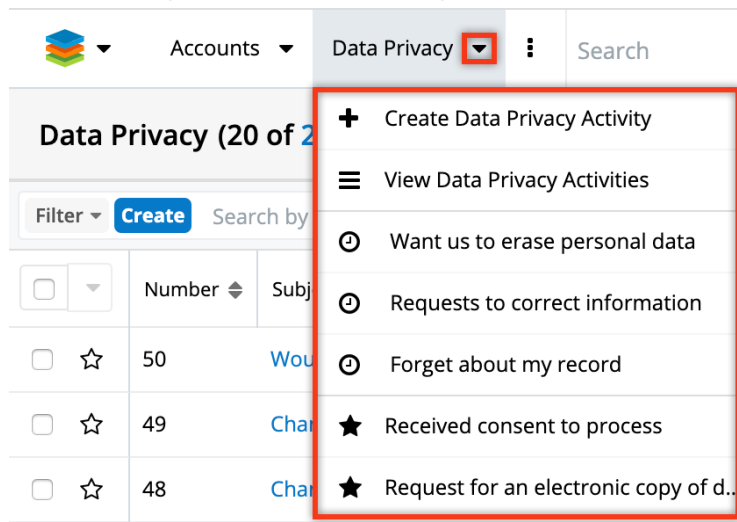 Accounts
Data Privacy
Search
Data Privacy (20 of 2
Create Data Privacy Activity
View Data Privacy Activities
Filter
Create
Search by
Want us to erase personal data
Number
Subj
Requests to correct information
50
Wou
Forget about my record
49
Char
Received consent to process
48
Char
Request for an electronic copy of d..